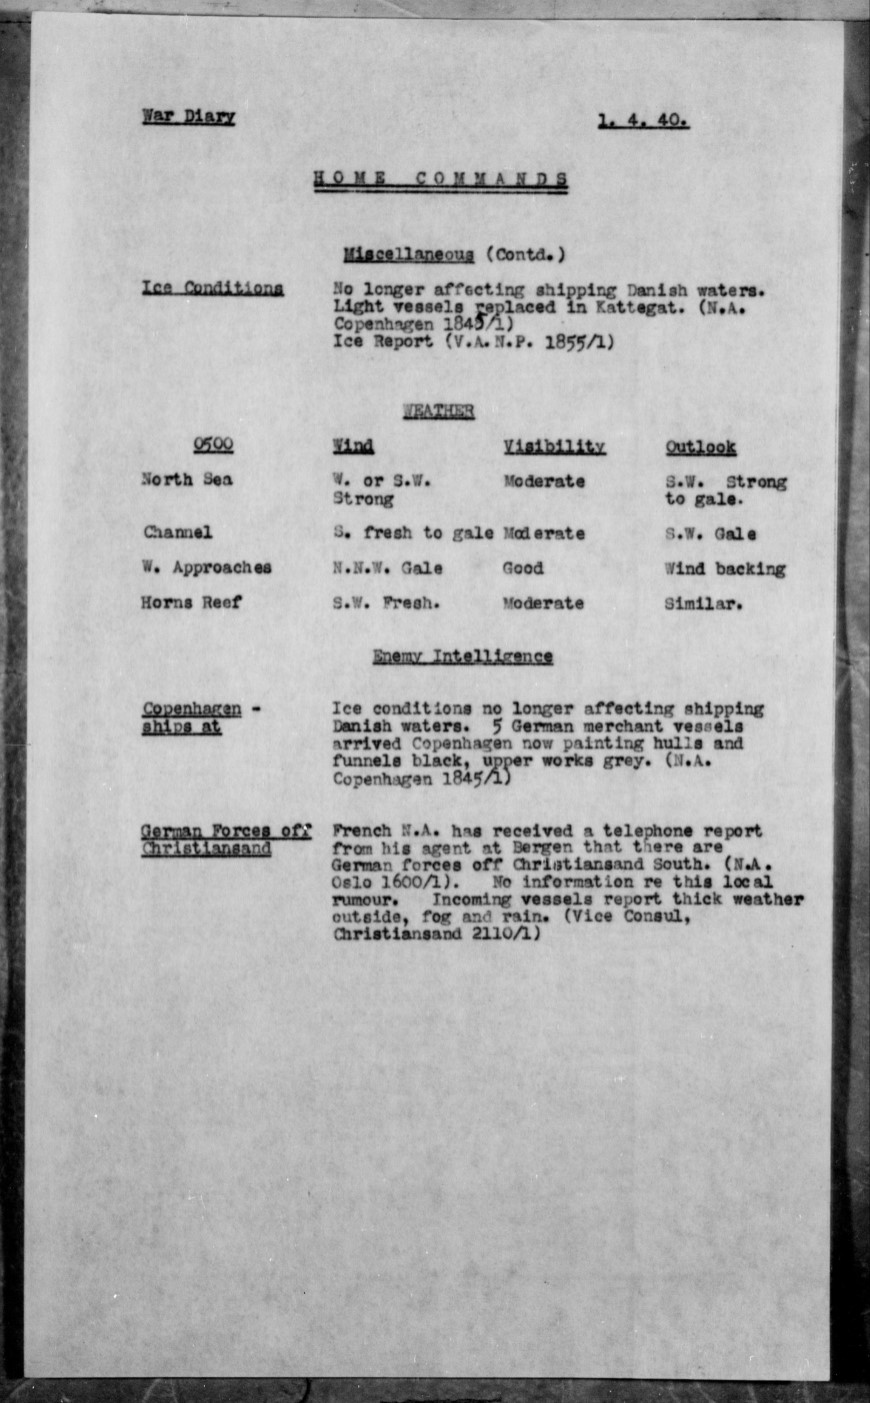 War Diary 1. 4. 40.
HOME COMMANDS
Miscellaneous (Contd.)
Ice Conditions No longer affecting shipping Danish waters.
Light vessels replaced in Kattegat. (N.A.
Copenhagen 1845/1)
Ice Report (V.A.N.P. 1855/1)
WEATHER
0500 Wind Visibility Outlook
North Sea W. or S.W. Moderate S.W. Strong
Strong to gale.
Channel S. fresh to gale Moderate S.W. Gale
W. Approaches N.N.W. Gale Good Wind backing
Horns Reef S.W. Fresh. Moderate Similar.
Enemy Intelligence
Copenhagen - Ice conditions no longer affecting shipping
ships at Danish waters. 5 German merchant vessels
arrived Copenhagen now painting hulls and
funnels black, upper works grey. (N.A.
Copenhagen 1845/1)
German Forces off French N.A. has received a telephone report
Christiansand from his agent at Bergen that there are
German forces off Christiansand South. (N.A.
Oslo 1600/1). No information re this local
rumour. Incoming vessels report thick weather
outside, fog and rain. (Vice Consul,
Christiansand 2110/1)